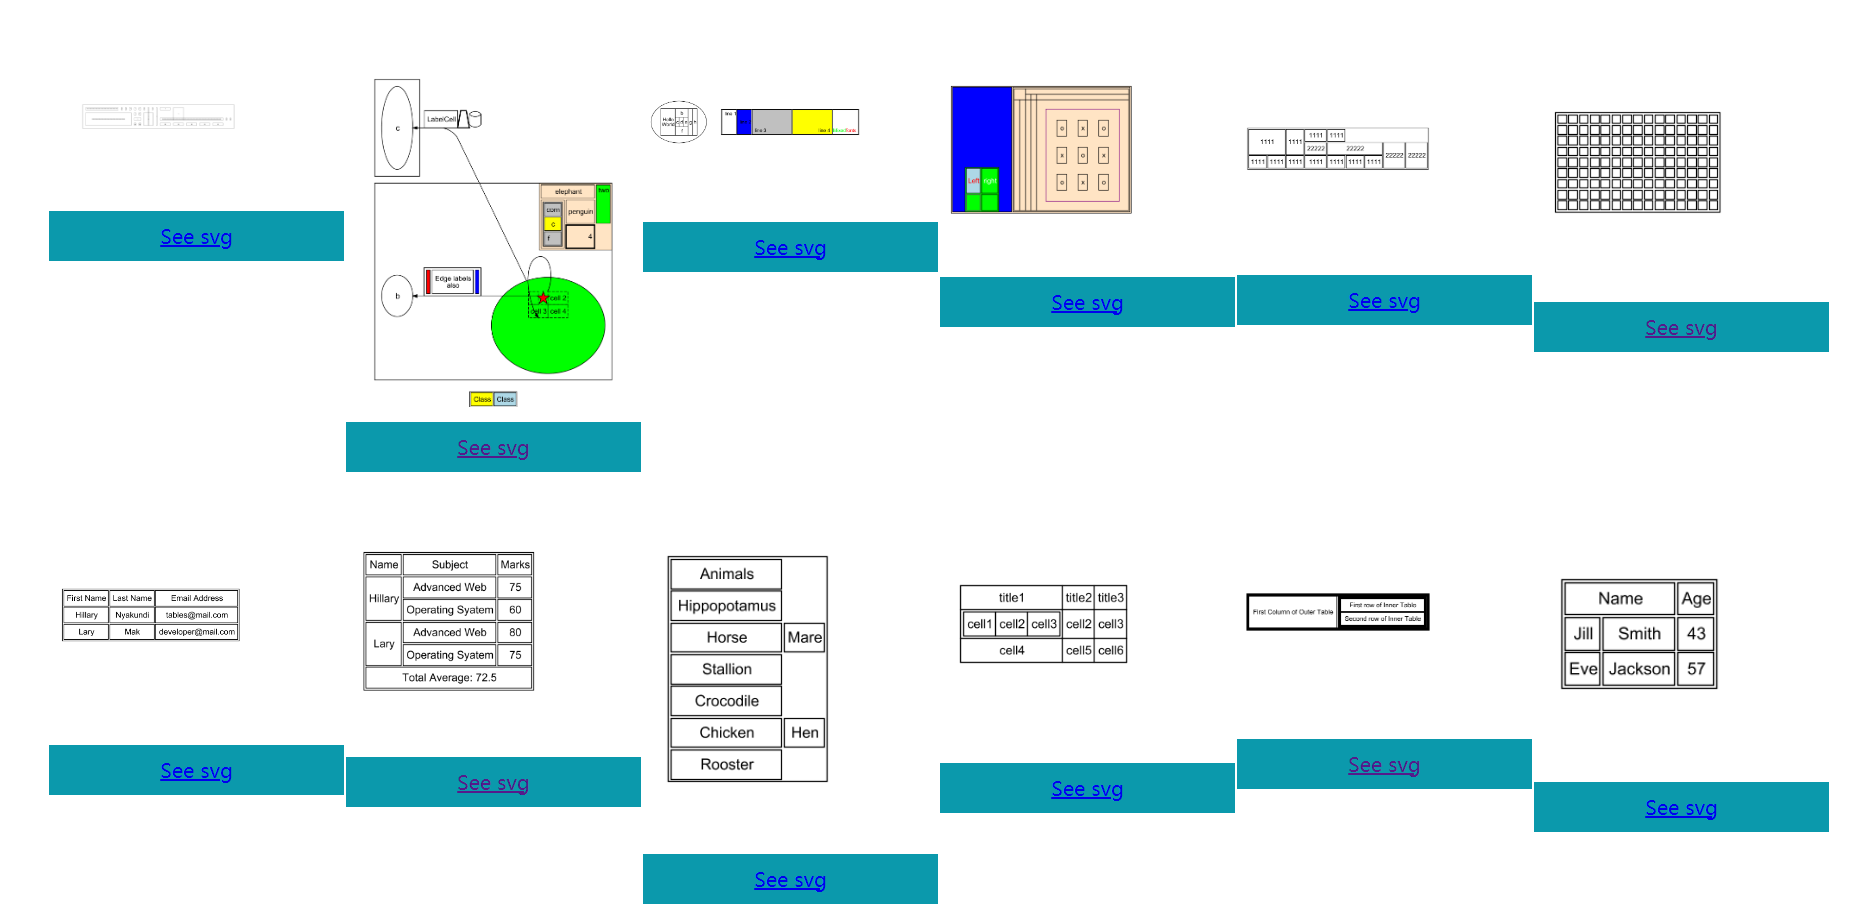 See svg
c
LabelCell
elephant
two
com
c
f
penguin
4
b
Edge labels
also
cell 2
cell 3 cell 4
Class Class
See svg
Hello
World
b
f
line 3
line 4
See svg
Left right
o x o
x o x
o x o
See svg
1111 1111 1111 1111
22222 22222 22222 22222
1111 1111 1111 1111 1111 1111 1111
See svg
See svg
First Name Last Name Email Address
Hillary Nyakundi tables@mail.com
Lary Mak developer@mail.com
See svg
Name Subject Marks
Hillary Advanced Web 75
Operating Syatem 60
Lary Advanced Web 80
Operating Syatem 75
Total Average: 72.5
See svg
Animals
Hippopotamus
Horse Mare
Stallion
Crocodile
Chicken Hen
Rooster
See svg
title1 title2 title3
cell1 cell2 cell3 cell2 cell3
cell4 cell5 cell6
See svg
First Column of Outer Table
First row of Inner Table
Second row of Inner Table
See svg
Name Age
Jill Smith 43
Eve Jackson 57
See svg